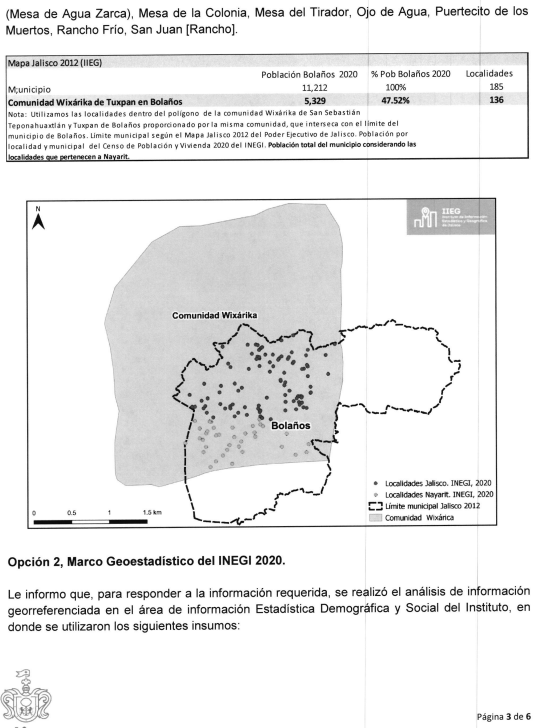 (Mesa de Agua Zarca), Mesa de la Colonia, Mesa del Tirador, Ojo de Agua, Puertecito de los
Muertos, Rancho Frío, San Juan [Rancho].
Mapa Jalisco 2012 (IIEG)
Población Bolaños 2020 % Pob Bolaños 2020 Localidades
Municipio 11,212 100% 185
Comunidad Wixárika de Tuxpan en Bolaños 5,329 47.52% 136
Nota: Utilizamos las localidades dentro del polígono de la comunidad Wixárika de San Sebastián
Teponahuaxtlán y Tuxpan de Bolaños proporcionado por la misma comunidad, que interseca con el límite del
municipio de Bolaños. Límite municipal según el Mapa Jalisco 2012 del Poder Ejecutivo de Jalisco. Población por
localidad y municipal del Censo de Población y Vivienda 2020 del INEGI. Población total del municipio considerando las
localidades que pertenecen a Nayarit.
N
IIEG
Comunidad Wixárika
Bolaños
Localidades Jalisco. INEGI, 2020
Localidades Nayarit. INEGI, 2020
Límite municipal Jalisco 2012
Comunidad Wixárica
0 0.5 1 1.5 km
Opción 2, Marco Geoestadístico del INEGI 2020.
Le informo que, para responder a la información requerida, se realizó el análisis de información
georreferenciada en el área de información Estadística Demográfica y Social del Instituto, en
donde se utilizaron los siguientes insumos:
Página 3 de 6